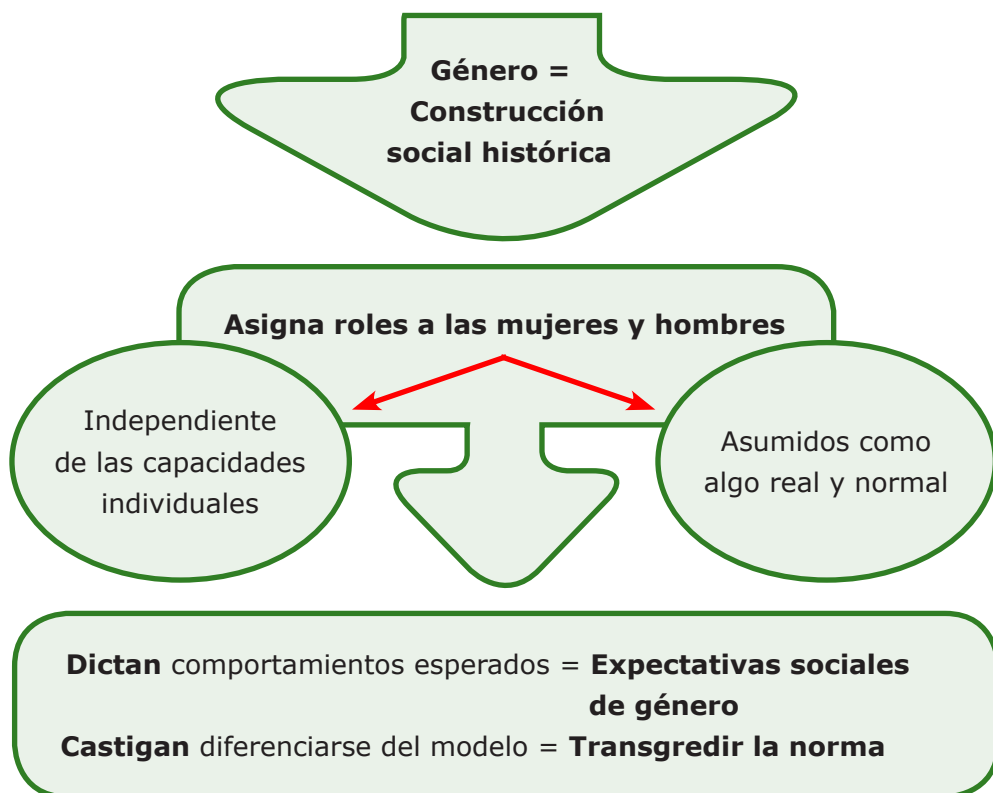 Género =
Construcción
social histórica
Asigna roles a las mujeres y hombres
Independiente
de las capacidades
individuales
Asumidos como
algo real y normal
Dictan comportamientos esperados = Expectativas sociales
de género
Castigan diferenciarse del modelo = Transgredir la norma